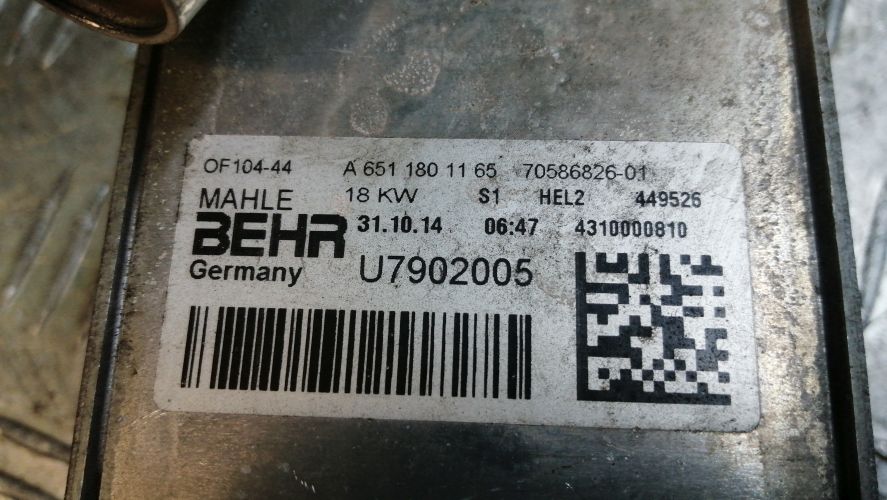 OF104-44 A 651 180 11 65 70586826-01
MAHLE 18 KW S1 HEL2 449526
BEHR 31.10.14 06:47 4310000810
Germany U7902005